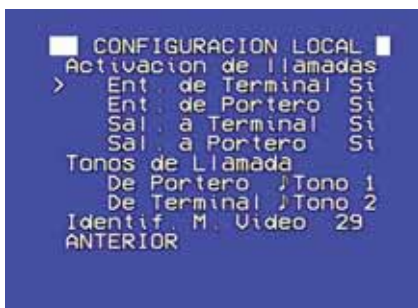 CONFIGURACION LOCAL
Activacion de llamadas
> Ent. de Terminal Si
Ent. de Portero Si
Sal. a Terminal Si
Sal. a Portero Si
Tonos de Llamada
De Portero ♪Tono 1
De Terminal ♪Tono 2
Identif. M. Video 29
ANTERIOR